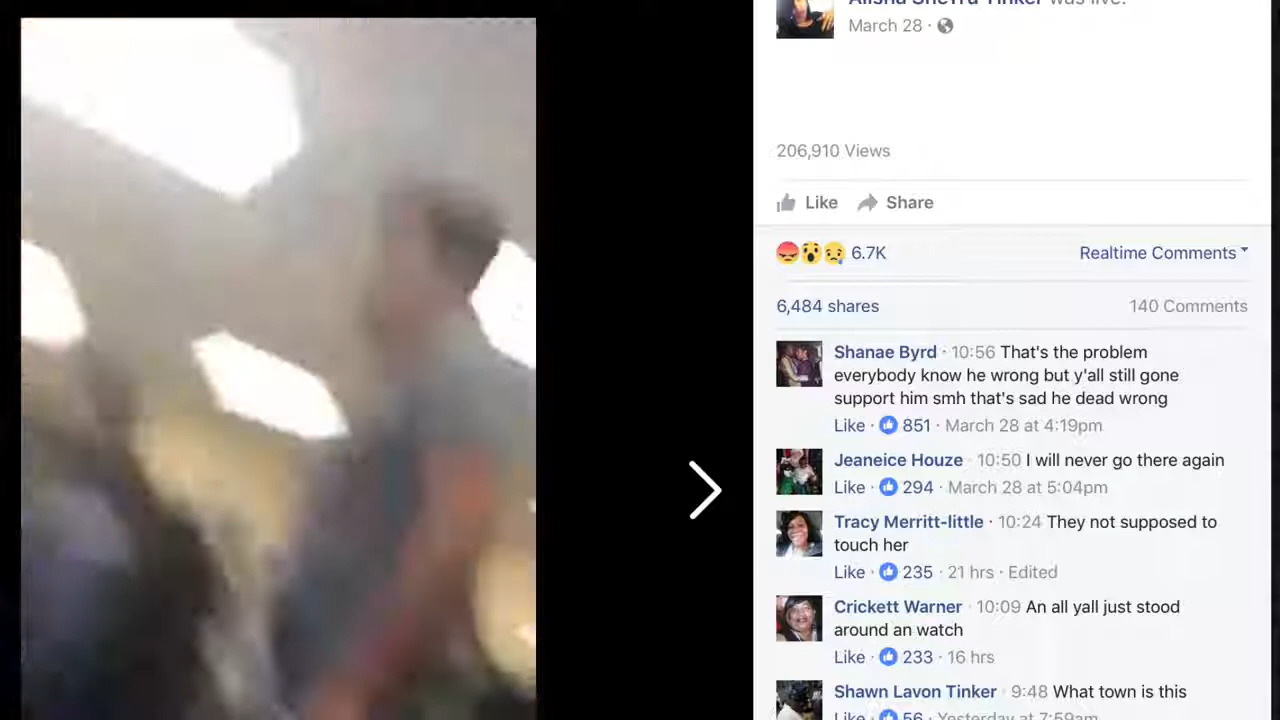 was live.
March 28 ·
206,910 Views
Like Share
6.7K Realtime Comments
6,484 shares 140 Comments
Shanae Byrd · 10:56 That's the problem
everybody know he wrong but y'all still gone
support him smh that's sad he dead wrong
Like · 851 · March 28 at 4:19pm
Jeaneice Houze · 10:50 I will never go there again
Like · 294 · March 28 at 5:04pm
Tracy Merritt-little · 10:24 They not supposed to
touch her
Like · 235 · 21 hrs · Edited
Crickett Warner · 10:09 An all yall just stood
around an watch
Like · 233 · 16 hrs
Shawn Lavon Tinker · 9:48 What town is this
Like · 56 · Yesterday at 7:59am